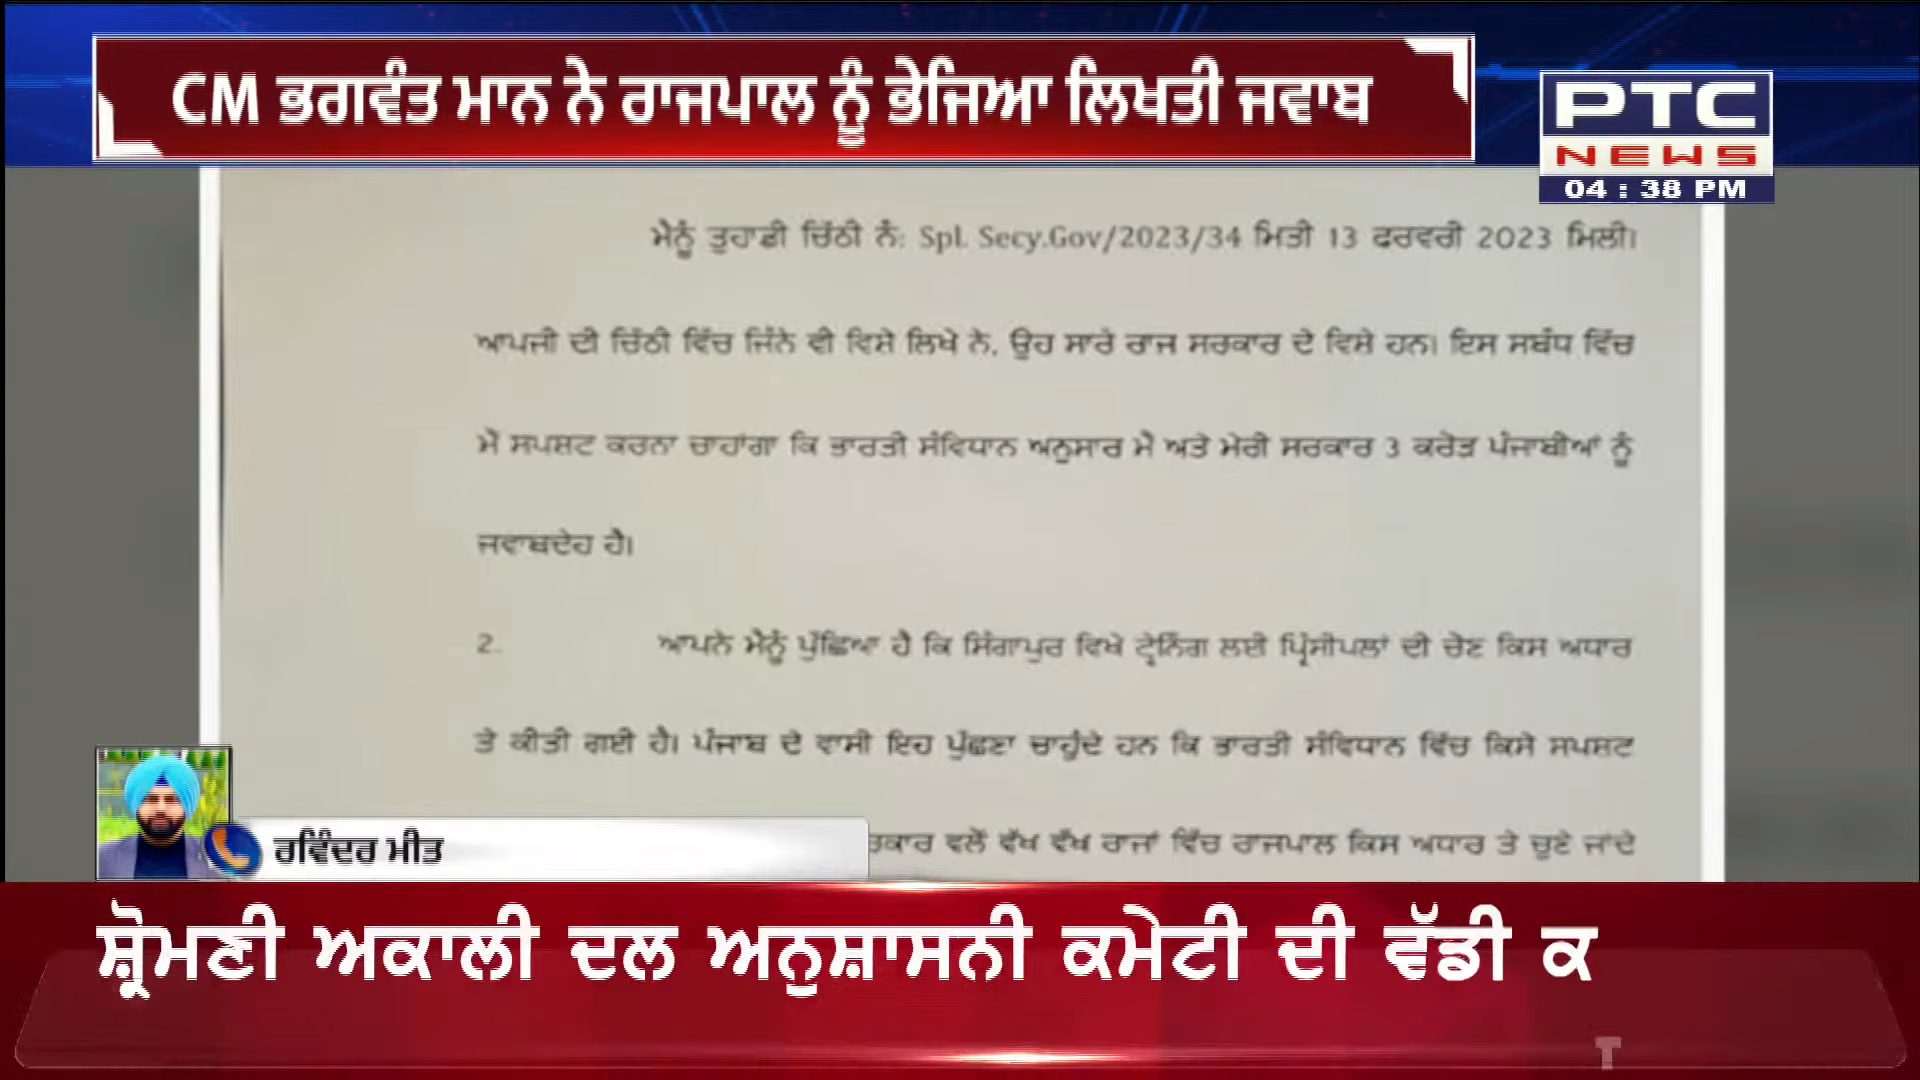 CM ਭਗਵੰਤ ਮਾਨ ਨੇ ਰਾਜਪਾਲ ਨੂੰ ਭੇਜਿਆ ਲਿਖਤੀ ਜਵਾਬ
PTC
NEWS
04 : 38 PM
ਮੈਨੂੰ ਤੁਹਾਡੀ ਚਿੱਠੀ ਨੰ: Spl. Secy.Gov/2023/34 ਮਿਤੀ 13 ਫਰਵਰੀ 2023 ਮਿਲੀ।
ਆਪਜੀ ਦੀ ਚਿੱਠੀ ਵਿੱਚ ਜਿੰਨੇ ਵੀ ਵਿਸੇ ਲਿਖੇ ਨੇ, ਉਹ ਸਾਰੇ ਰਾਜ ਸਰਕਾਰ ਦੇ ਵਿਸੇ ਹਨ। ਇਸ ਸਬੰਧ ਵਿੱਚ
ਮੈਂ ਸਪਸ਼ਟ ਕਰਨਾ ਚਾਹਾਂਗਾ ਕਿ ਭਾਰਤੀ ਸੰਵਿਧਾਨ ਅਨੁਸਾਰ ਮੈਂ ਅਤੇ ਮੇਰੀ ਸਰਕਾਰ 3 ਕਰੋੜ ਪੰਜਾਬੀਆਂ ਨੂੰ
ਜਵਾਬਦੇਹ ਹੈ।
2. ਆਪਨੇ ਮੈਨੂੰ ਪੁੱਛਿਆ ਹੈ ਕਿ ਸਿੰਗਾਪੁਰ ਵਿਖੇ ਟ੍ਰੇਨਿੰਗ ਲਈ ਪ੍ਰਿੰਸੀਪਲਾਂ ਦੀ ਚੋਣ ਕਿਸ ਅਧਾਰ
ਤੇ ਕੀਤੀ ਗਈ ਹੈ। ਪੰਜਾਬ ਦੇ ਵਾਸੀ ਇਹ ਪੁੱਛਣਾ ਚਾਹੁੰਦੇ ਹਨ ਕਿ ਭਾਰਤੀ ਸੰਵਿਧਾਨ ਵਿੱਚ ਕਿਸੇ ਸਪਸ਼ਟ
ਰਕਾਰ ਵਲੋਂ ਵੱਖ ਵੱਖ ਰਾਜਾਂ ਵਿੱਚ ਰਾਜਪਾਲ ਕਿਸ ਅਧਾਰ ਤੇ ਚੁਣੇ ਜਾਂਦੇ
ਰਵਿੰਦਰ ਮੀਤ
ਸ਼੍ਰੋਮਣੀ ਅਕਾਲੀ ਦਲ ਅਨੁਸ਼ਾਸਨੀ ਕਮੇਟੀ ਦੀ ਵੱਡੀ ਕ